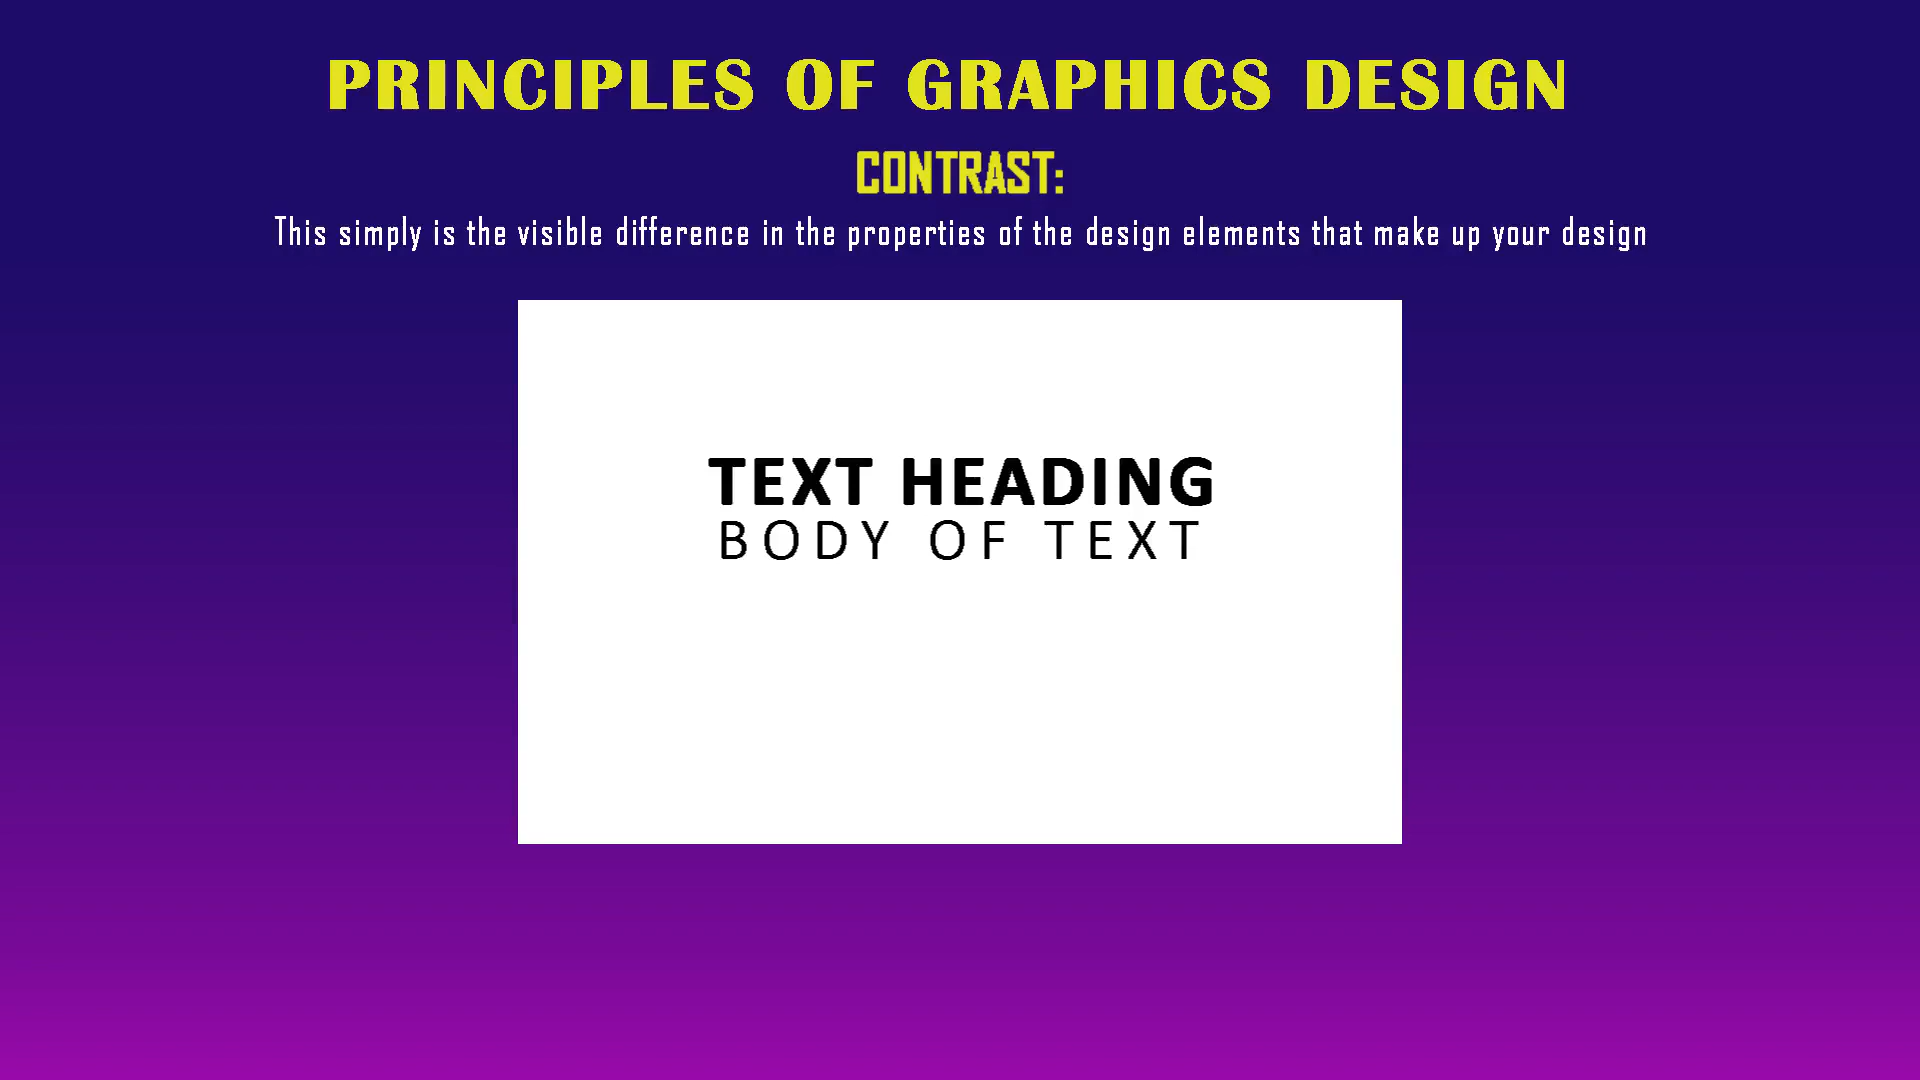 PRINCIPLES OF GRAPHICS DESIGN
CONTRAST:
This simply is the visible difference in the properties of the design elements that make up your design
TEXT HEADING
BODY OF TEXT